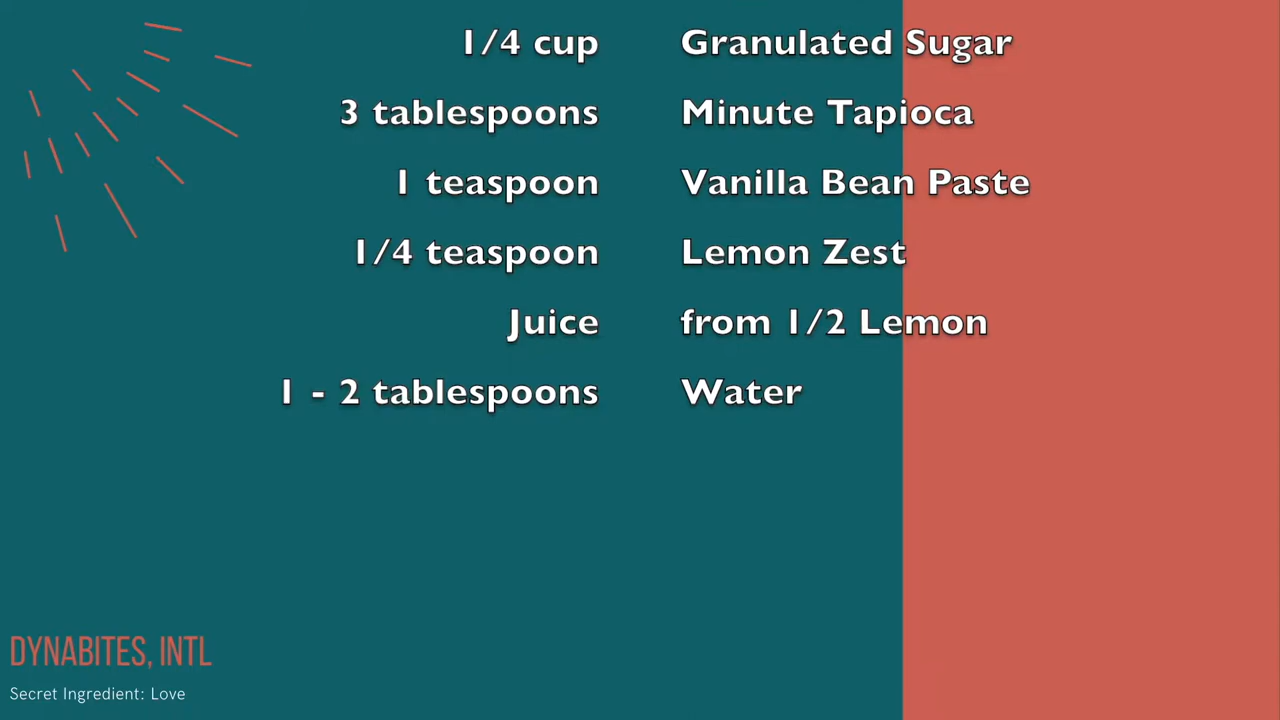 1/4 cup Granulated Sugar
3 tablespoons Minute Tapioca
1 teaspoon Vanilla Bean Paste
1/4 teaspoon Lemon Zest
Juice from 1/2 Lemon
1 - 2 tablespoons Water
DYNABITES, INTL
Secret Ingredient: Love